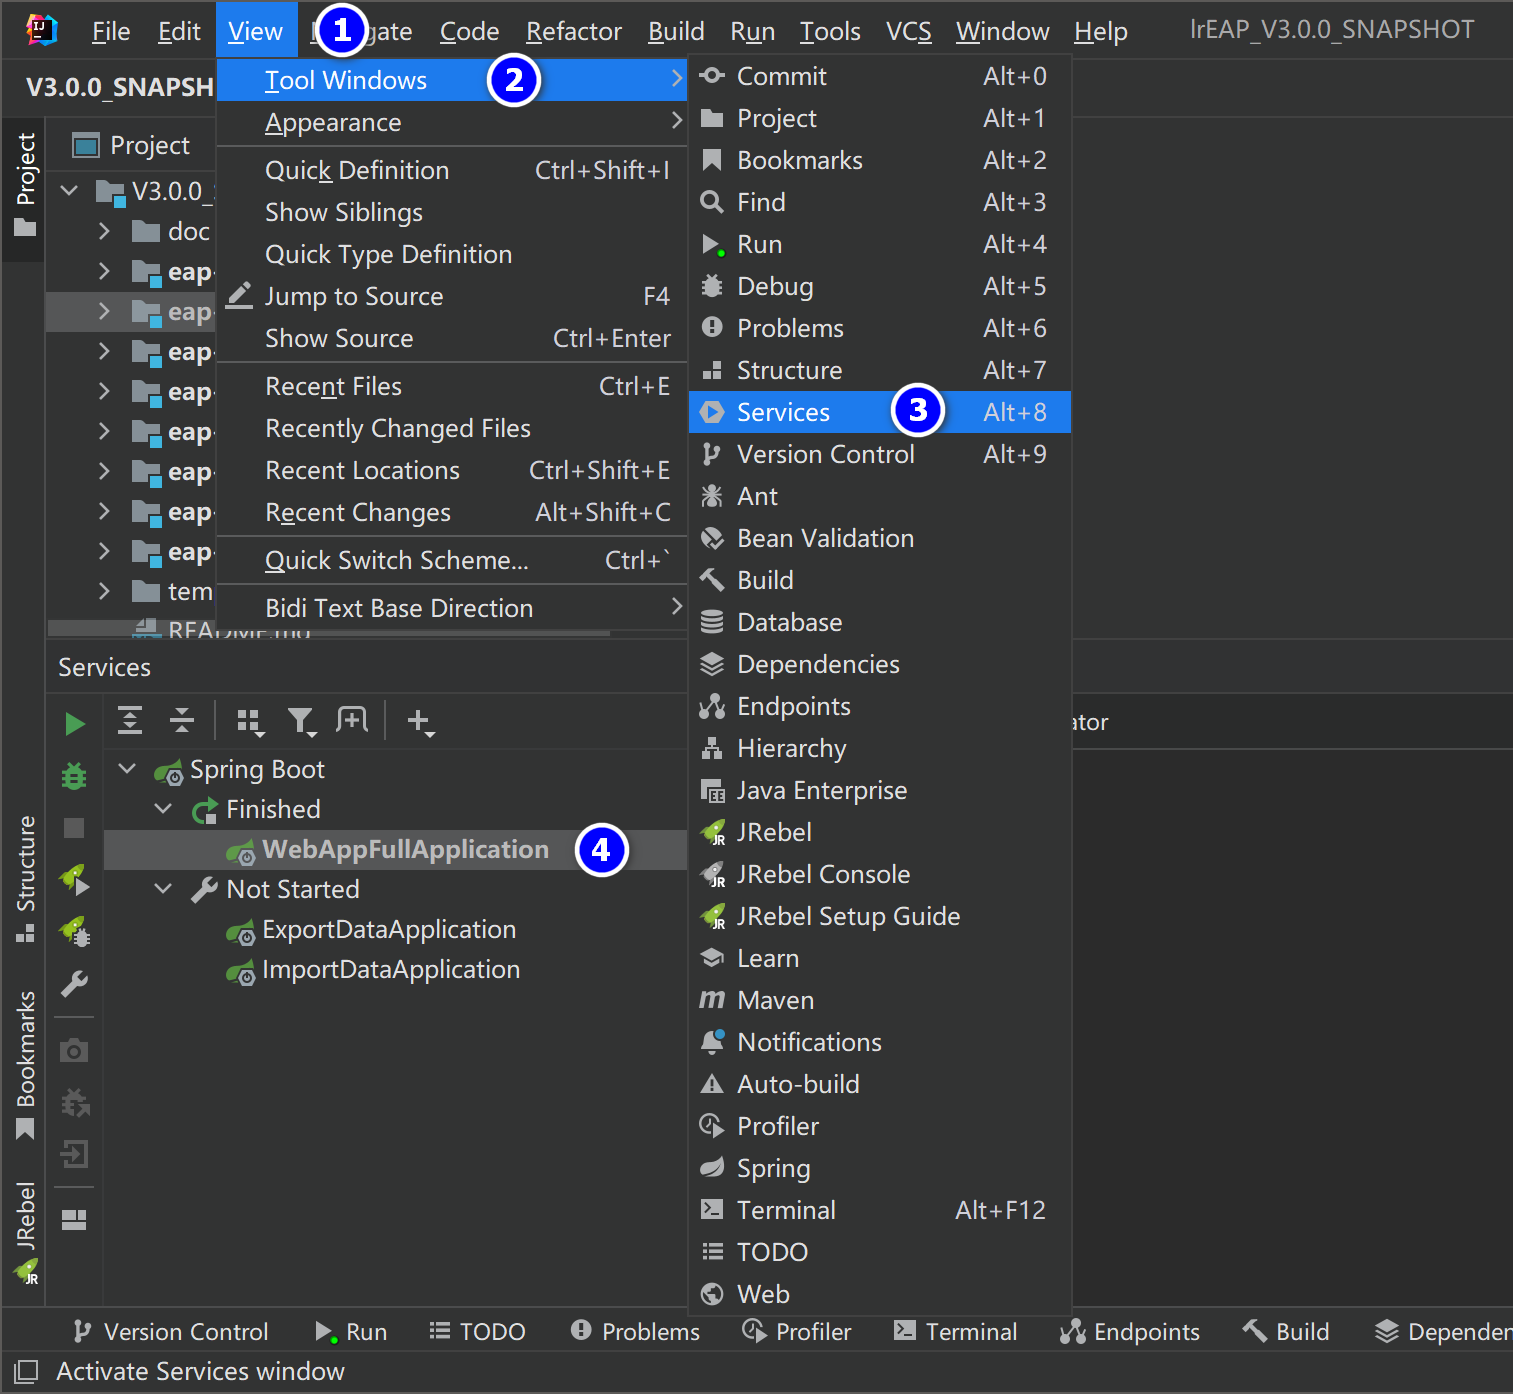 File Edit View 1 gate Code Refactor Build Run Tools VCS Window Help lrEAP_V3.0.0_SNAPSHOT
V3.0.0_SNAPSH
Project
Project
V3.0.0_
doc
eap-
eap-
eap-
eap-
eap-
eap-
eap-
eap-
tem
README.md
Tool Windows 2
Appearance
Quick Definition Ctrl+Shift+I
Show Siblings
Quick Type Definition
Jump to Source F4
Show Source Ctrl+Enter
Recent Files Ctrl+E
Recently Changed Files
Recent Locations Ctrl+Shift+E
Recent Changes Alt+Shift+C
Quick Switch Scheme... Ctrl+`
Bidi Text Base Direction
Commit Alt+0
Project Alt+1
Bookmarks Alt+2
Find Alt+3
Run Alt+4
Debug Alt+5
Problems Alt+6
Structure Alt+7
Services 3 Alt+8
Version Control Alt+9
Ant
Bean Validation
Build
Database
Dependencies
Endpoints
Hierarchy
Java Enterprise
JRebel
JRebel Console
JRebel Setup Guide
Learn
Maven
Notifications
Auto-build
Profiler
Spring
Terminal Alt+F12
TODO
Web
Services
ator
Spring Boot
Finished
WebAppFullApplication 4
Not Started
ExportDataApplication
ImportDataApplication
Structure
Bookmarks
JRebel
Version Control Run TODO Problems Profiler Terminal Endpoints Build Dependen
Activate Services window